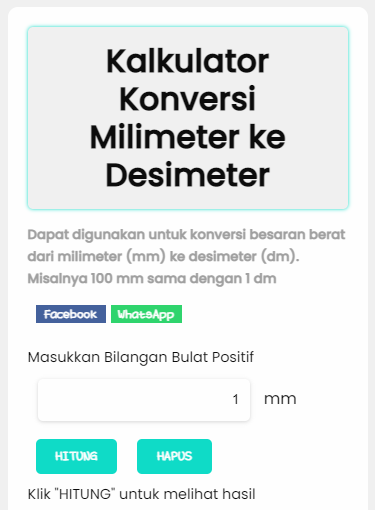 Kalkulator
Konversi
Milimeter ke
Desimeter
Dapat digunakan untuk konversi besaran berat
dari milimeter (mm) ke desimeter (dm).
Misalnya 100 mm sama dengan 1 dm
Facebook WhatsApp
Masukkan Bilangan Bulat Positif
1 mm
HITUNG HAPUS
Klik "HITUNG" untuk melihat hasil